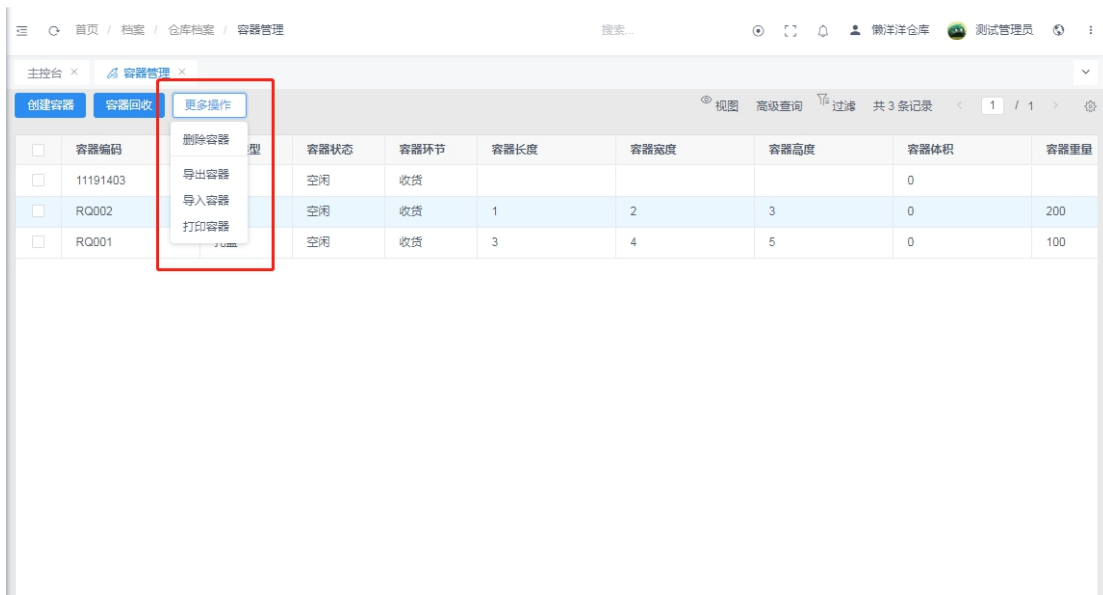 首页 / 档案 / 仓库档案 / 容器管理 搜索... 懒洋洋仓库 测试管理员
主控台 × 容器管理 ×
创建容器 容器回收 更多操作 视图 高级查询 过滤 共 3 条记录 < 1 / 1 >
删除容器
导出容器
导入容器
打印容器
容器编码 型 容器状态 容器环节 容器长度 容器宽度 容器高度 容器体积 容器重量
11191403 空闲 收货 0
RQ002 空闲 收货 1 2 3 0 200
RQ001 空闲 收货 3 4 5 0 100